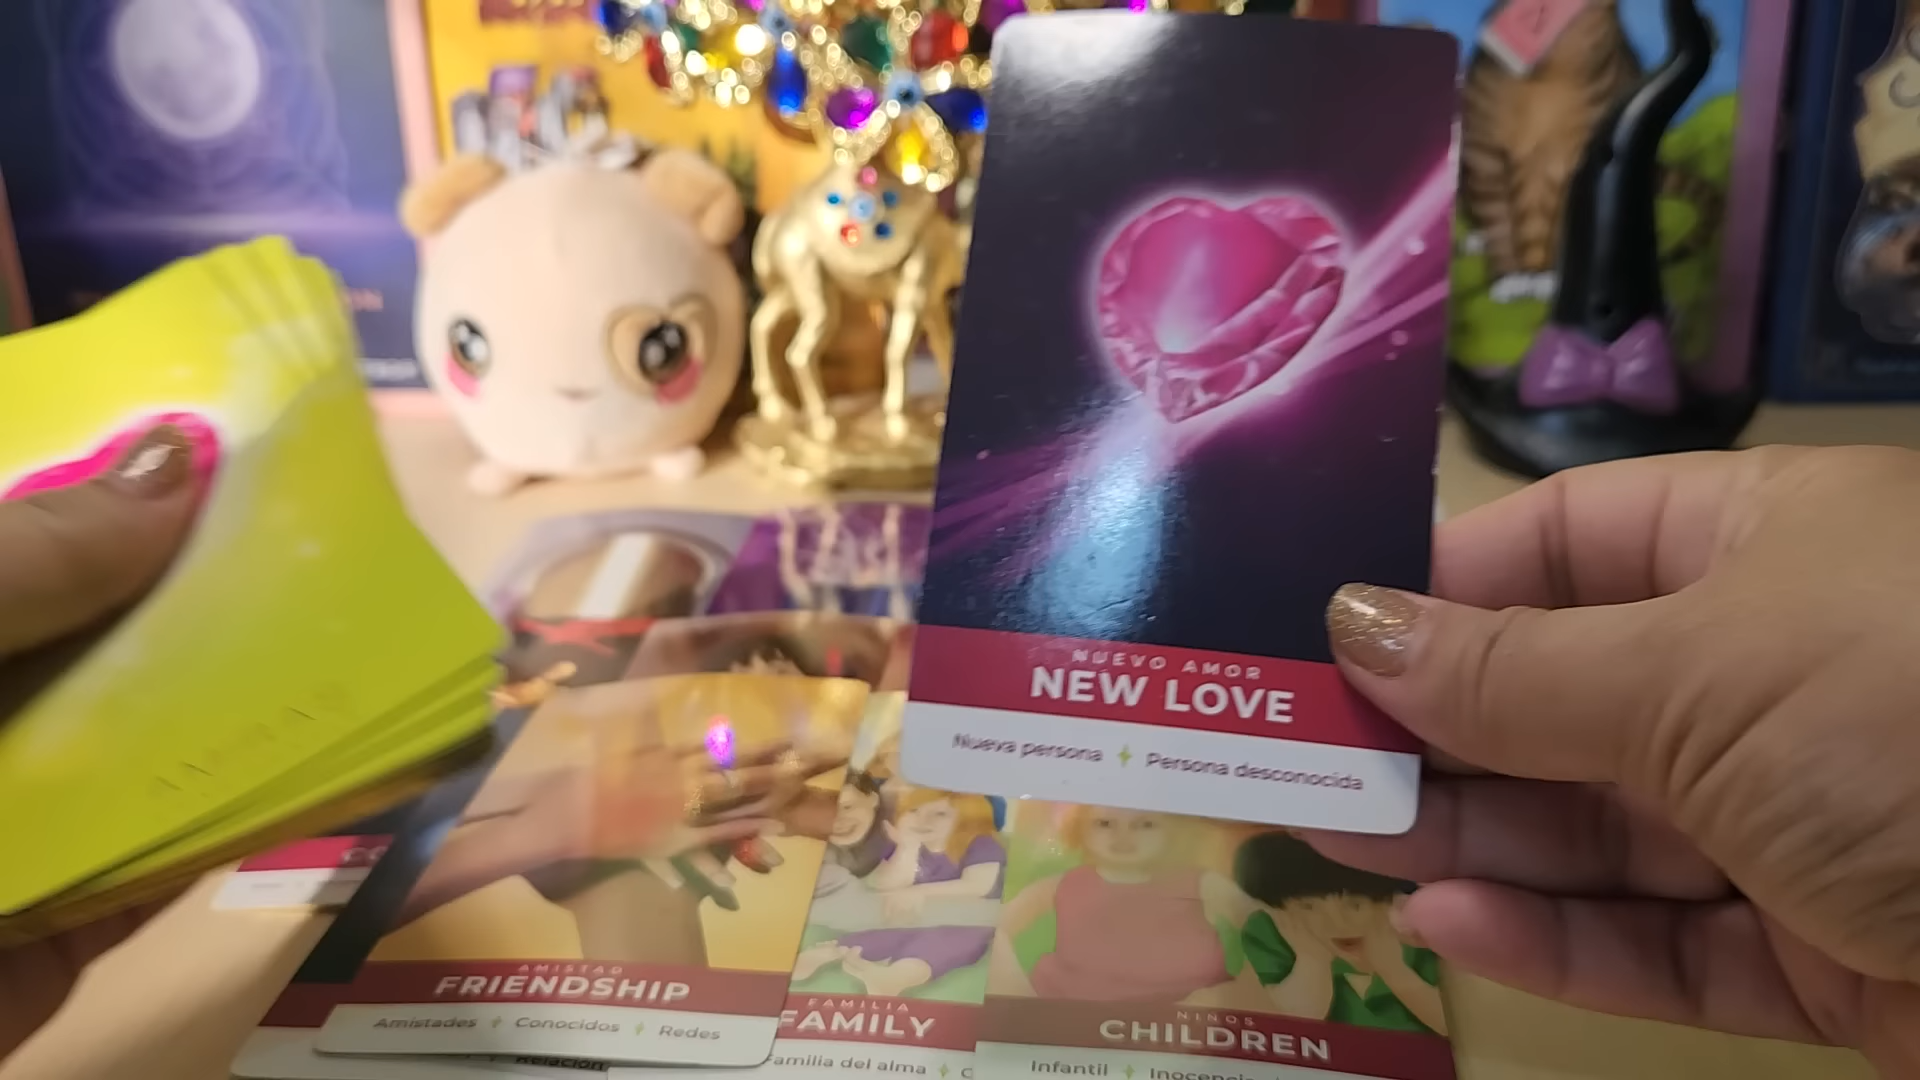 NUEVO AMOR
NEW LOVE
Nueva persona Persona desconocida
AMISTAD
FRIENDSHIP
Amistades Conocidos Redes
Relación
FAMILIA
FAMILY
Familia del alma
NIÑOS
CHILDREN
Infantil